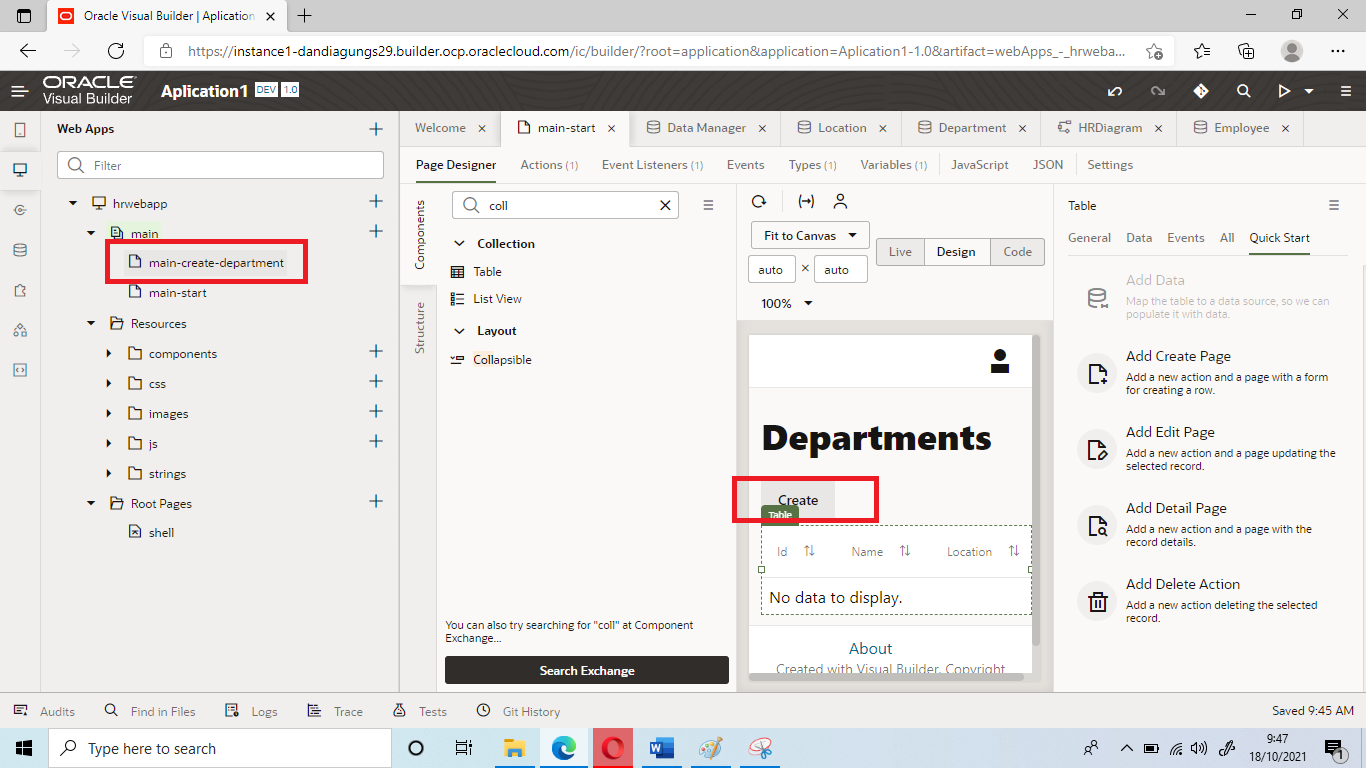 Oracle Visual Builder | Aplication
https://instance1-dandiagungs29.builder.ocp.oraclecloud.com/ic/builder/?root=application&application=Aplication1-1.0&artifact=webApps_-_hrweba...
ORACLE
Visual Builder
Aplication1 DEV 1.0
Web Apps
Filter
hrwebapp
main
main-create-department
main-start
Resources
components
css
images
js
strings
Root Pages
shell
Welcome
main-start
Data Manager
Location
Department
HRDiagram
Employee
Page Designer
Actions (1)
Event Listeners (1)
Events
Types (1)
Variables (1)
JavaScript
JSON
Settings
Components
Structure
coll
Collection
Table
List View
Layout
Collapsible
You can also try searching for "coll" at Component
Exchange...
Search Exchange
Fit to Canvas
Live
Design
Code
auto × auto
100%
Departments
Create
Table
Id
Name
Location
No data to display.
About
Created with Visual Builder. Copyright
Table
General
Data
Events
All
Quick Start
Add Data
Map the table to a data source, so we can
populate it with data.
Add Create Page
Add a new action and a page with a form
for creating a row.
Add Edit Page
Add a new action and a page updating the
selected record.
Add Detail Page
Add a new action and a page with the
record details.
Add Delete Action
Add a new action deleting the selected
record.
Audits
Find in Files
Logs
Trace
Tests
Git History
Saved 9:45 AM
Type here to search
9:47
18/10/2021
1